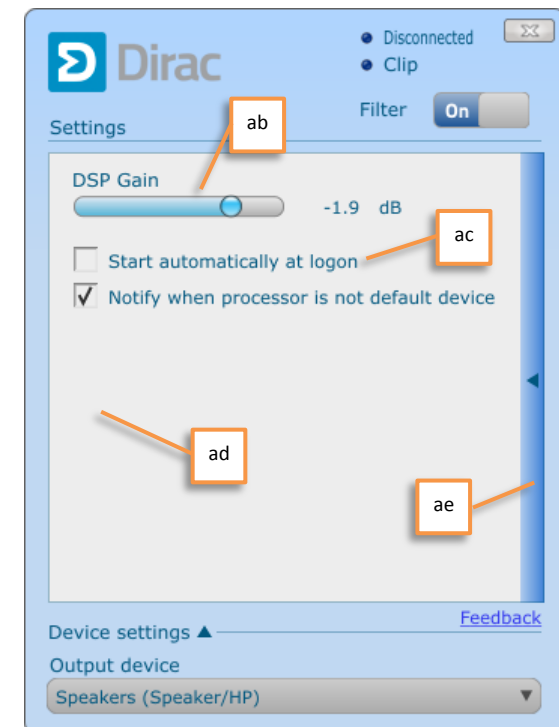 Dirac
Disconnected
Clip
Filter On
Settings
ab
DSP Gain
-1.9 dB
ac
Start automatically at logon
Notify when processor is not default device
ad
ae
Feedback
Device settings ▲
Output device
Speakers (Speaker/HP)